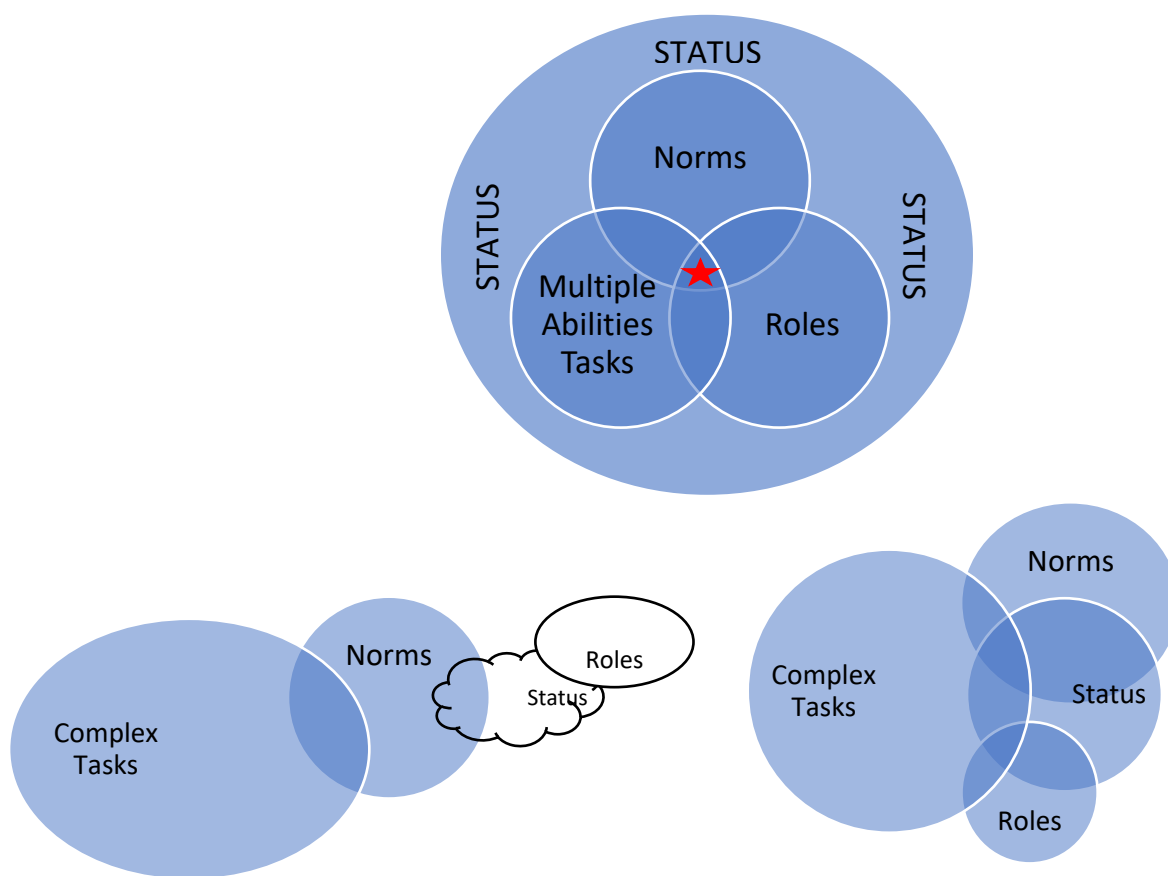 STATUS
Norms
STATUS
STATUS
Multiple
Abilities
Tasks
Roles
Norms
Complex
Tasks
Status
Roles
Norms
Roles
Status
Complex
Tasks